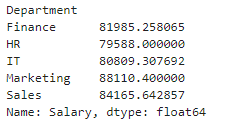 Department
Finance 81985.258065
HR 79588.000000
IT 80809.307692
Marketing 88110.400000
Sales 84165.642857
Name: Salary, dtype: float64